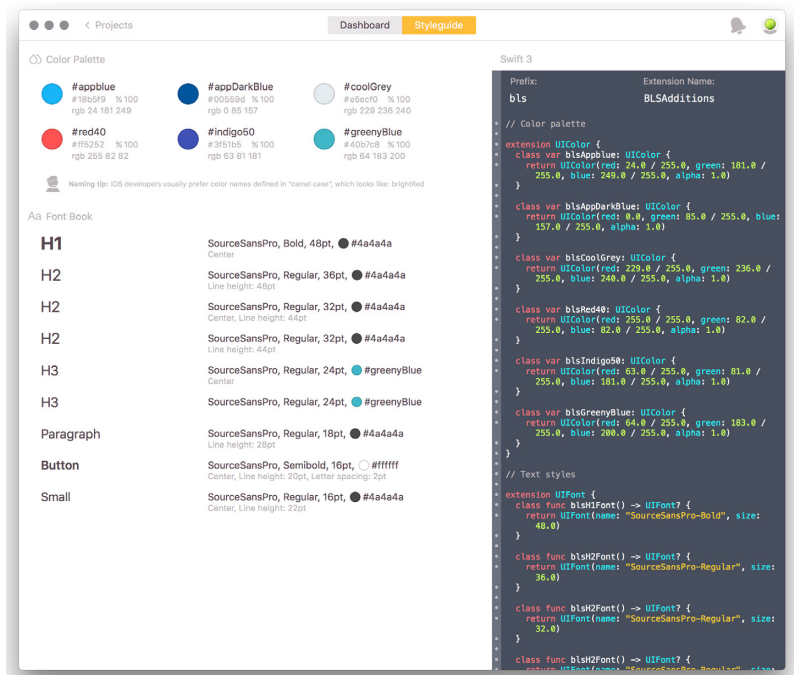 Projects
Dashboard
Styleguide
Color Palette
#appblue
#18b5f9 %100
rgb 24 181 249
#appDarkBlue
#00559d %100
rgb 0 85 157
#coolGrey
#e5ecf0 %100
rgb 229 236 240
#red40
#ff5252 %100
rgb 255 82 82
#indigo50
#3f51b5 %100
rgb 63 81 181
#greenyBlue
#40b7c8 %100
rgb 64 183 200
Naming tip: iOS developers usually prefer color names defined in "camel case", which looks like: brightRed
Aa Font Book
H1
SourceSansPro, Bold, 48pt, #4a4a4a
Center
H2
SourceSansPro, Regular, 36pt, #4a4a4a
Line height: 48pt
H2
SourceSansPro, Regular, 32pt, #4a4a4a
Center, Line height: 44pt
H2
SourceSansPro, Regular, 32pt, #4a4a4a
Line height: 44pt
H3
SourceSansPro, Regular, 24pt, #greenyBlue
Center
H3
SourceSansPro, Regular, 24pt, #greenyBlue
Paragraph
SourceSansPro, Regular, 18pt, #4a4a4a
Line height: 28pt
Button
SourceSansPro, Semibold, 16pt, #ffffff
Center, Line height: 20pt, Letter spacing: 2pt
Small
SourceSansPro, Regular, 16pt, #4a4a4a
Center, Line height: 22pt
Swift 3
Prefix:
Extension Name:
bls
BLSAdditions
// Color palette
extension UIColor {
class var blsAppblue: UIColor {
return UIColor(red: 24.0 / 255.0, green: 181.0 /
255.0, blue: 249.0 / 255.0, alpha: 1.0)
}
class var blsAppDarkBlue: UIColor {
return UIColor(red: 0.0, green: 85.0 / 255.0, blue:
157.0 / 255.0, alpha: 1.0)
}
class var blsCoolGrey: UIColor {
return UIColor(red: 229.0 / 255.0, green: 236.0 /
255.0, blue: 240.0 / 255.0, alpha: 1.0)
}
class var blsRed40: UIColor {
return UIColor(red: 255.0 / 255.0, green: 82.0 /
255.0, blue: 82.0 / 255.0, alpha: 1.0)
}
class var blsIndigo50: UIColor {
return UIColor(red: 63.0 / 255.0, green: 81.0 /
255.0, blue: 181.0 / 255.0, alpha: 1.0)
}
class var blsGreenyBlue: UIColor {
return UIColor(red: 64.0 / 255.0, green: 183.0 /
255.0, blue: 200.0 / 255.0, alpha: 1.0)
}
}
// Text styles
extension UIFont {
class func blsH1Font() -> UIFont? {
return UIFont(name: "SourceSansPro-Bold", size:
48.0)
}
class func blsH2Font() -> UIFont? {
return UIFont(name: "SourceSansPro-Regular", size:
36.0)
}
class func blsH2Font() -> UIFont? {
return UIFont(name: "SourceSansPro-Regular", size:
32.0)
}
class func blsH2Font() -> UIFont? {
return UIFont(name: "SourceSansPro-Regular", size: